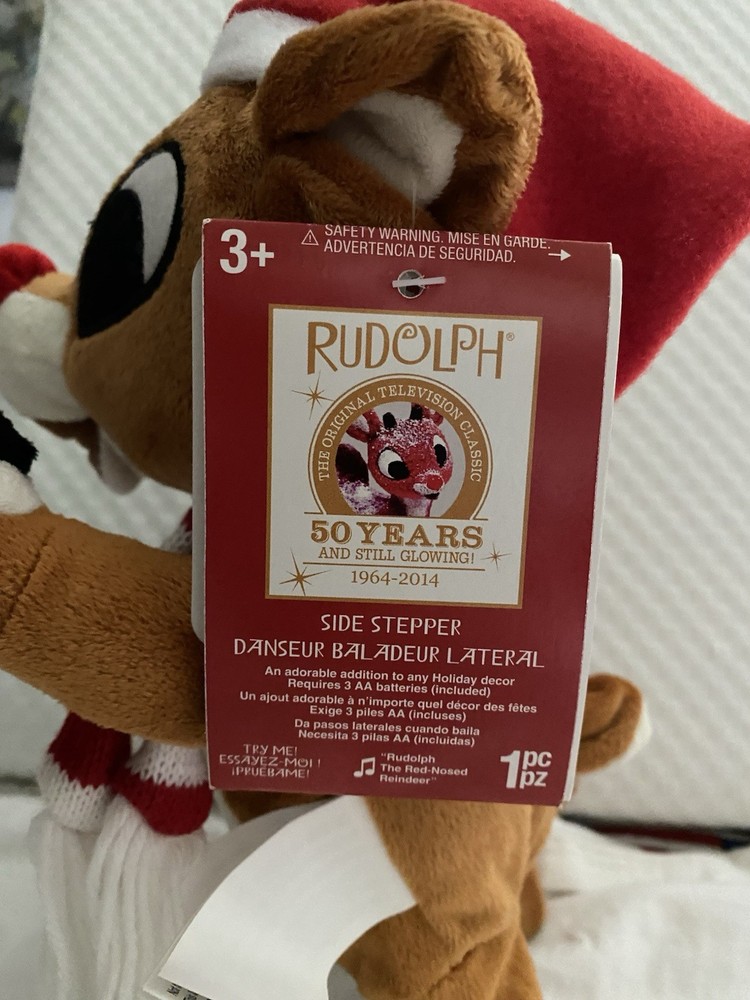 3+
⚠ SAFETY WARNING. MISE EN GARDE.
ADVERTENCIA DE SEGURIDAD. →
RUDOLPH®
THE ORIGINAL TELEVISION CLASSIC
50 YEARS
AND STILL GLOWING!
1964-2014
SIDE STEPPER
DANSEUR BALADEUR LATERAL
An adorable addition to any Holiday decor
Requires 3 AA batteries (included)
Un ajout adorable à n'importe quel décor des fêtes
Exige 3 piles AA (incluses)
Da pasos laterales cuando baila
Necesita 3 pilas AA (incluidas)
TRY ME!
ESSAYEZ-MOI!
¡PRUEBAME!
"Rudolph
The Red-Nosed
Reindeer"
1 pc
pz